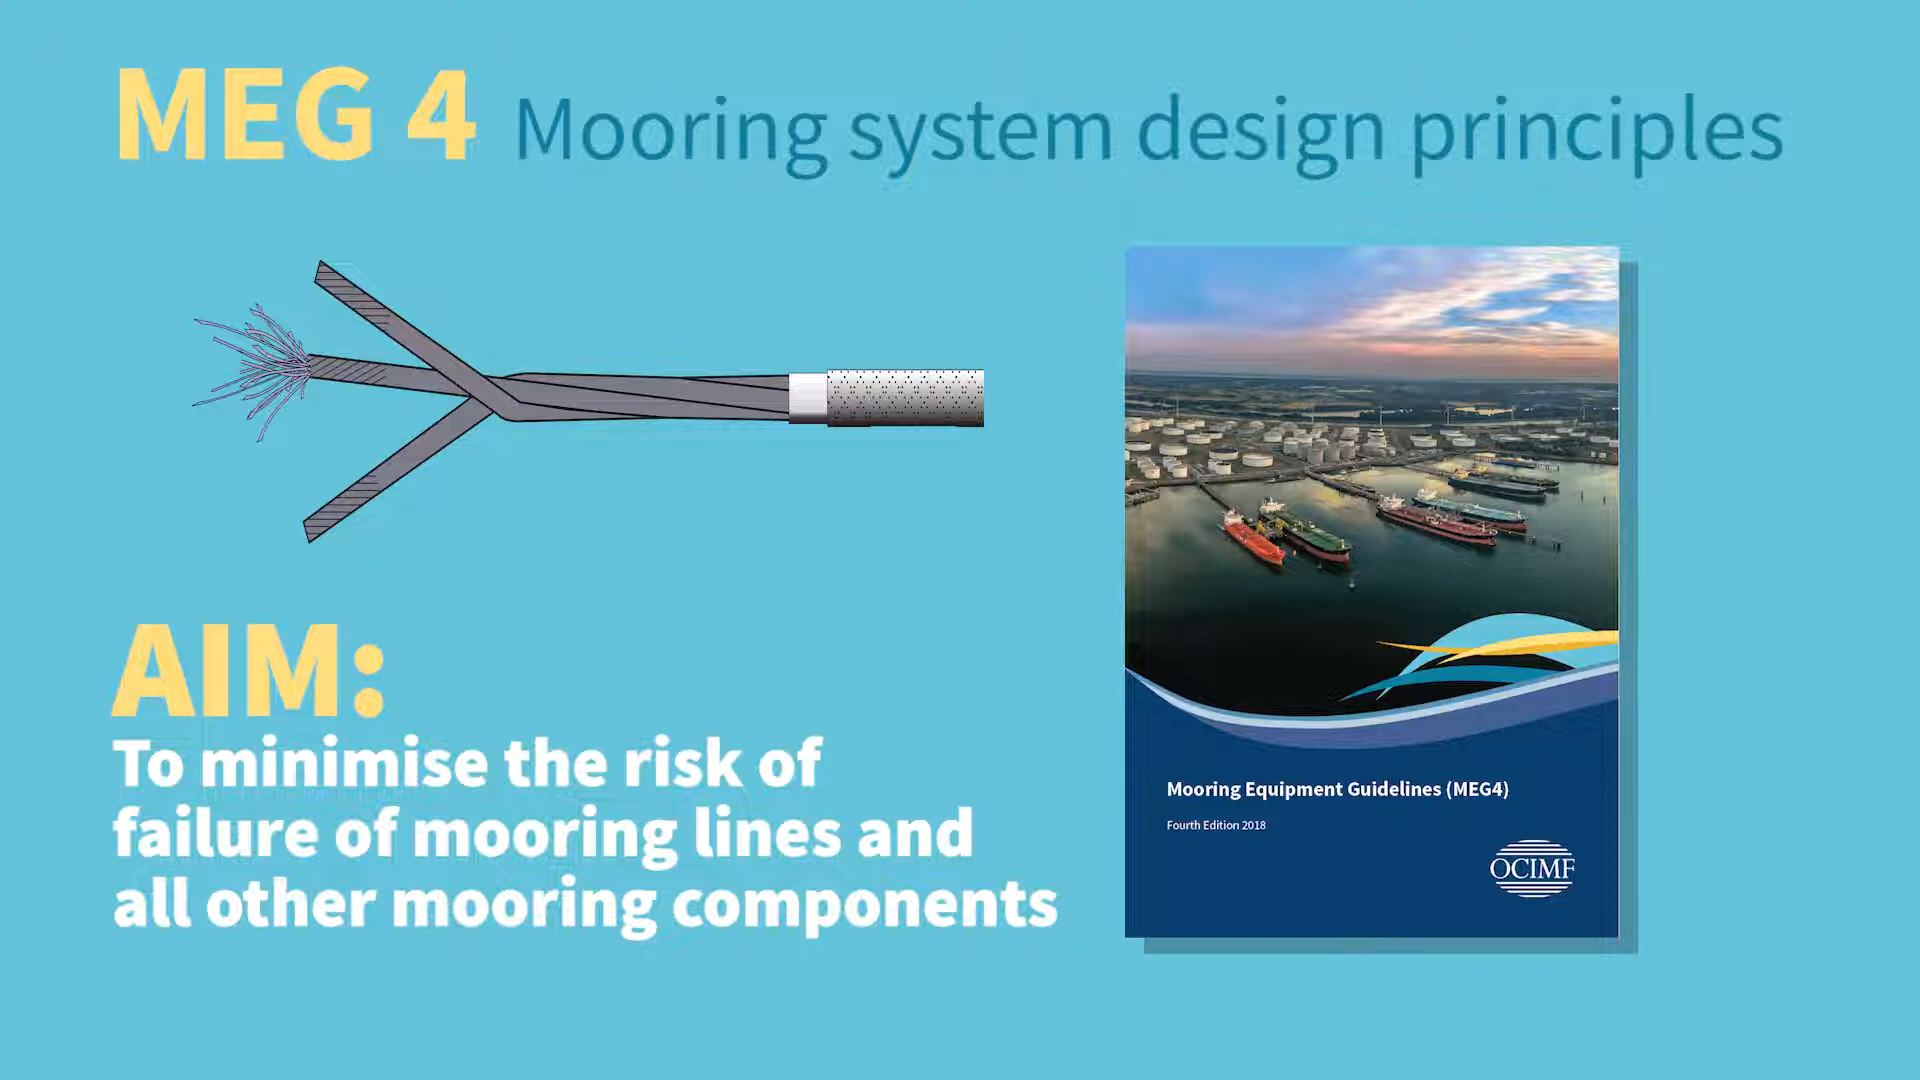 MEG 4 Mooring system design principles
AIM:
To minimise the risk of
failure of mooring lines and
all other mooring components
Mooring Equipment Guidelines (MEG4)
Fourth Edition 2018
OCIMF